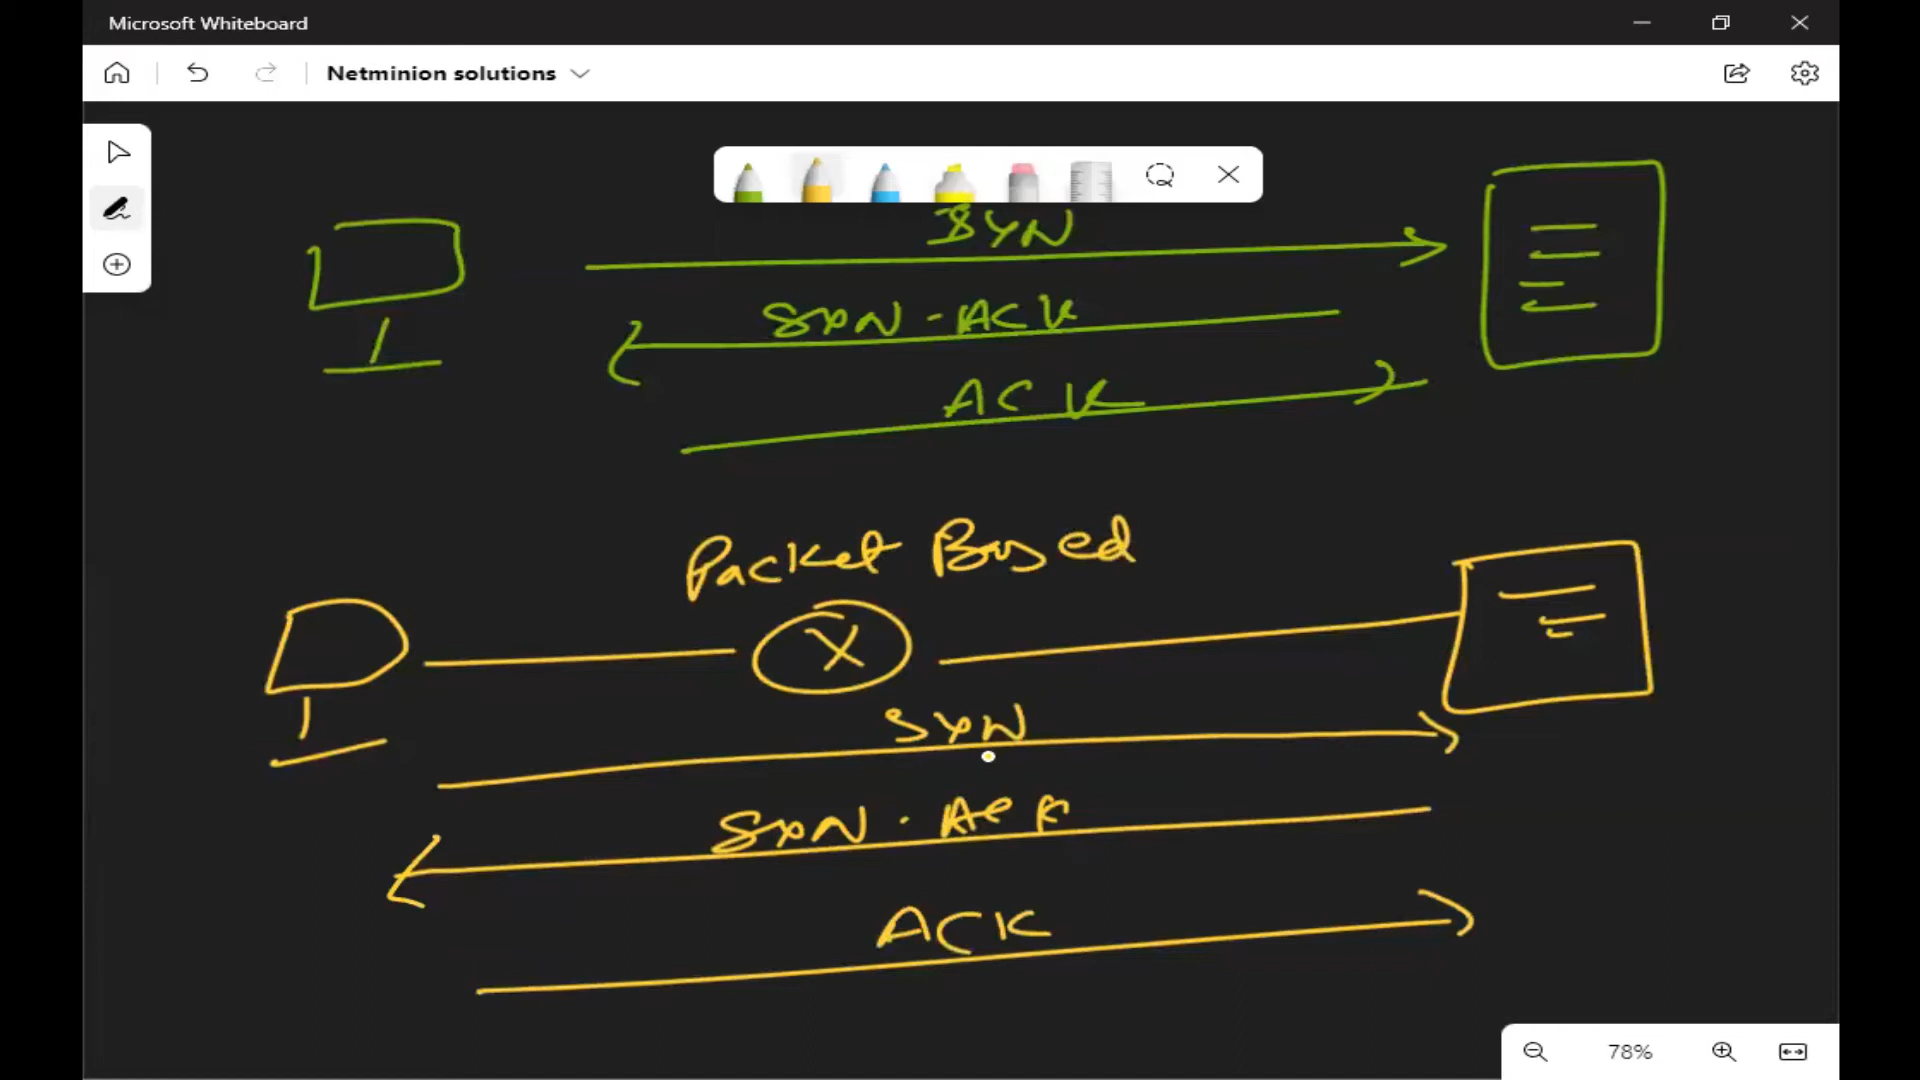 Microsoft Whiteboard
Netminion solutions
SYN
SYN - ACK
ACK
Packet Based
X
SYN
SYN . ACK
ACK
78%